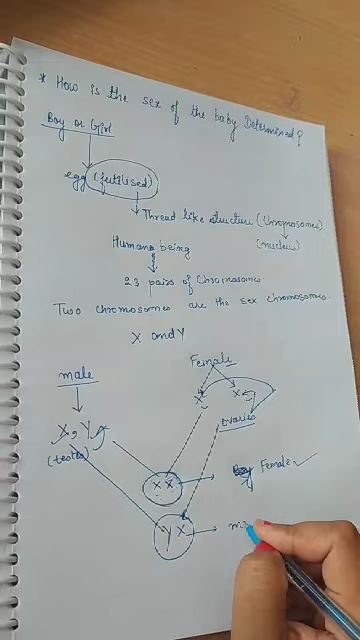 * How is the sex of the baby Determined?
Boy or Girl
egg (fertilised)
Thread like structure (chromosomes)
(nucleus)
Humans being
23 pairs of Chromosomes
Two chromosomes are the sex chromosomes.
X and Y
Female
male
X X
X, Y
Ovaries
(testes)
X X
Female
Y X
ma